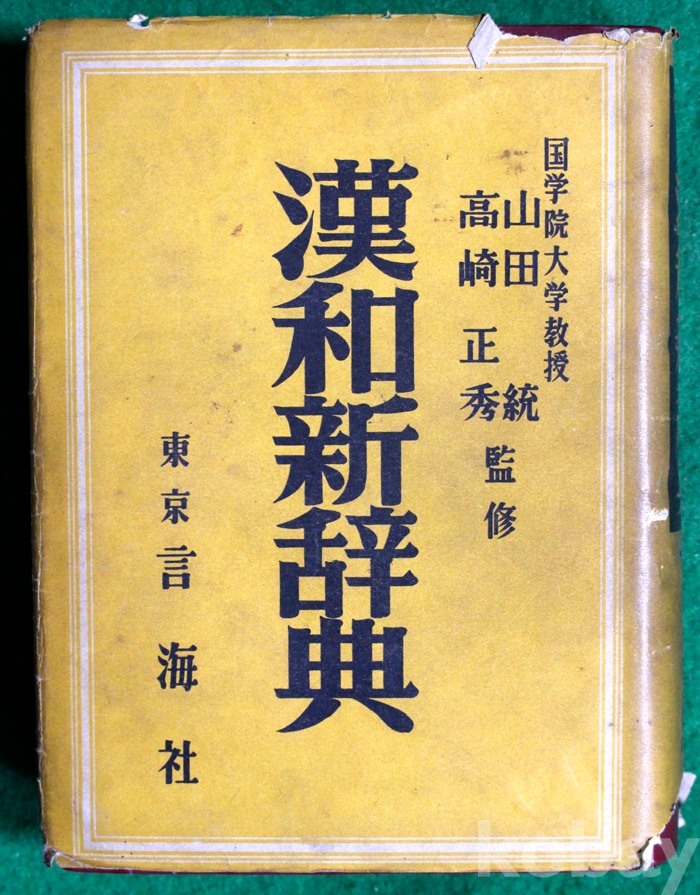 国学院大学教授
山田統
高崎正秀
監修
漢和新辞典
東京言海社
kobay